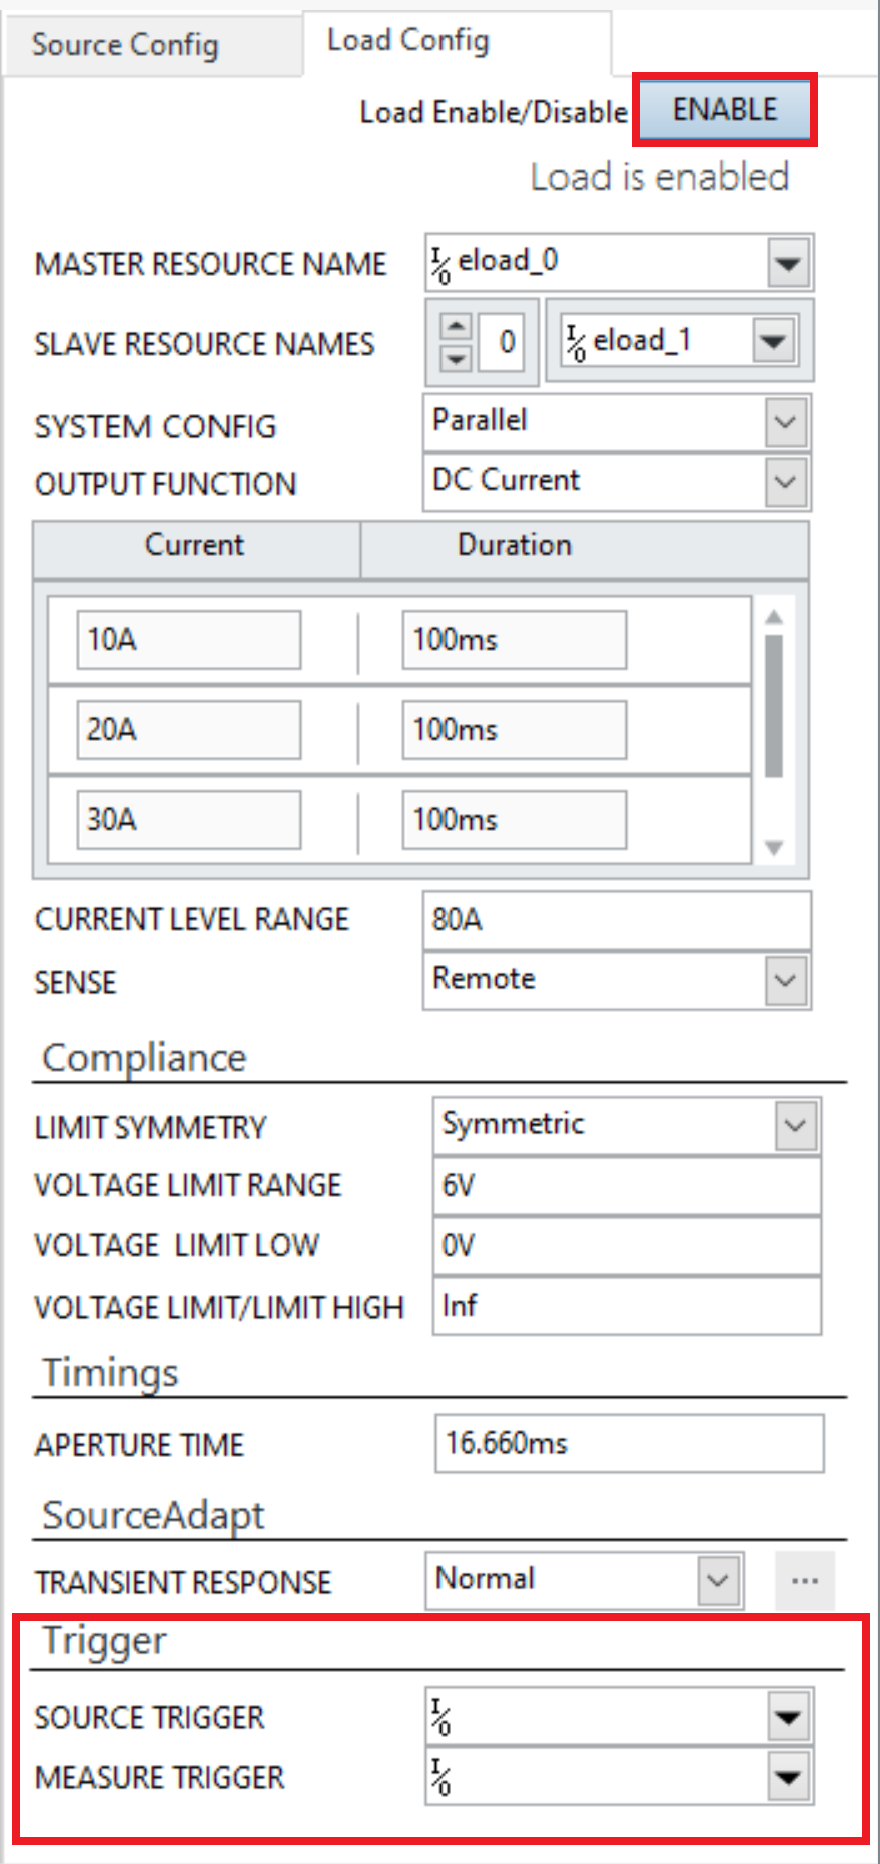 Source Config
Load Config
Load Enable/Disable ENABLE
Load is enabled
MASTER RESOURCE NAME I/O eload_0
SLAVE RESOURCE NAMES 0 I/O eload_1
SYSTEM CONFIG Parallel
OUTPUT FUNCTION DC Current
Current Duration
10A 100ms
20A 100ms
30A 100ms
CURRENT LEVEL RANGE 80A
SENSE Remote
Compliance
LIMIT SYMMETRY Symmetric
VOLTAGE LIMIT RANGE 6V
VOLTAGE LIMIT LOW 0V
VOLTAGE LIMIT/LIMIT HIGH Inf
Timings
APERTURE TIME 16.660ms
SourceAdapt
TRANSIENT RESPONSE Normal ...
Trigger
SOURCE TRIGGER I/O
MEASURE TRIGGER I/O